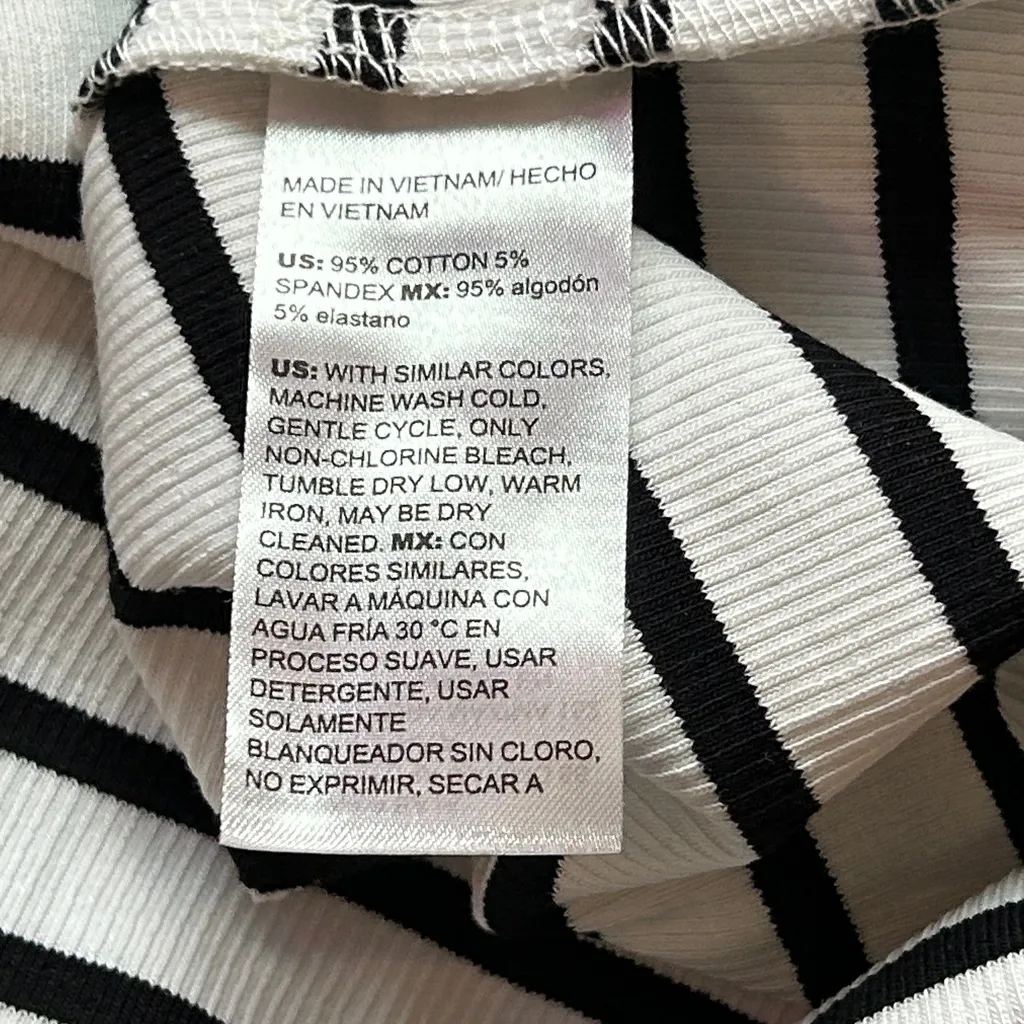 MADE IN VIETNAM/ HECHO
EN VIETNAM
US: 95% COTTON 5%
SPANDEX MX: 95% algodón
5% elastano
US: WITH SIMILAR COLORS,
MACHINE WASH COLD,
GENTLE CYCLE, ONLY
NON-CHLORINE BLEACH,
TUMBLE DRY LOW, WARM
IRON, MAY BE DRY
CLEANED. MX: CON
COLORES SIMILARES,
LAVAR A MÁQUINA CON
AGUA FRÍA 30 °C EN
PROCESO SUAVE, USAR
DETERGENTE, USAR
SOLAMENTE
BLANQUEADOR SIN CLORO,
NO EXPRIMIR, SECAR A